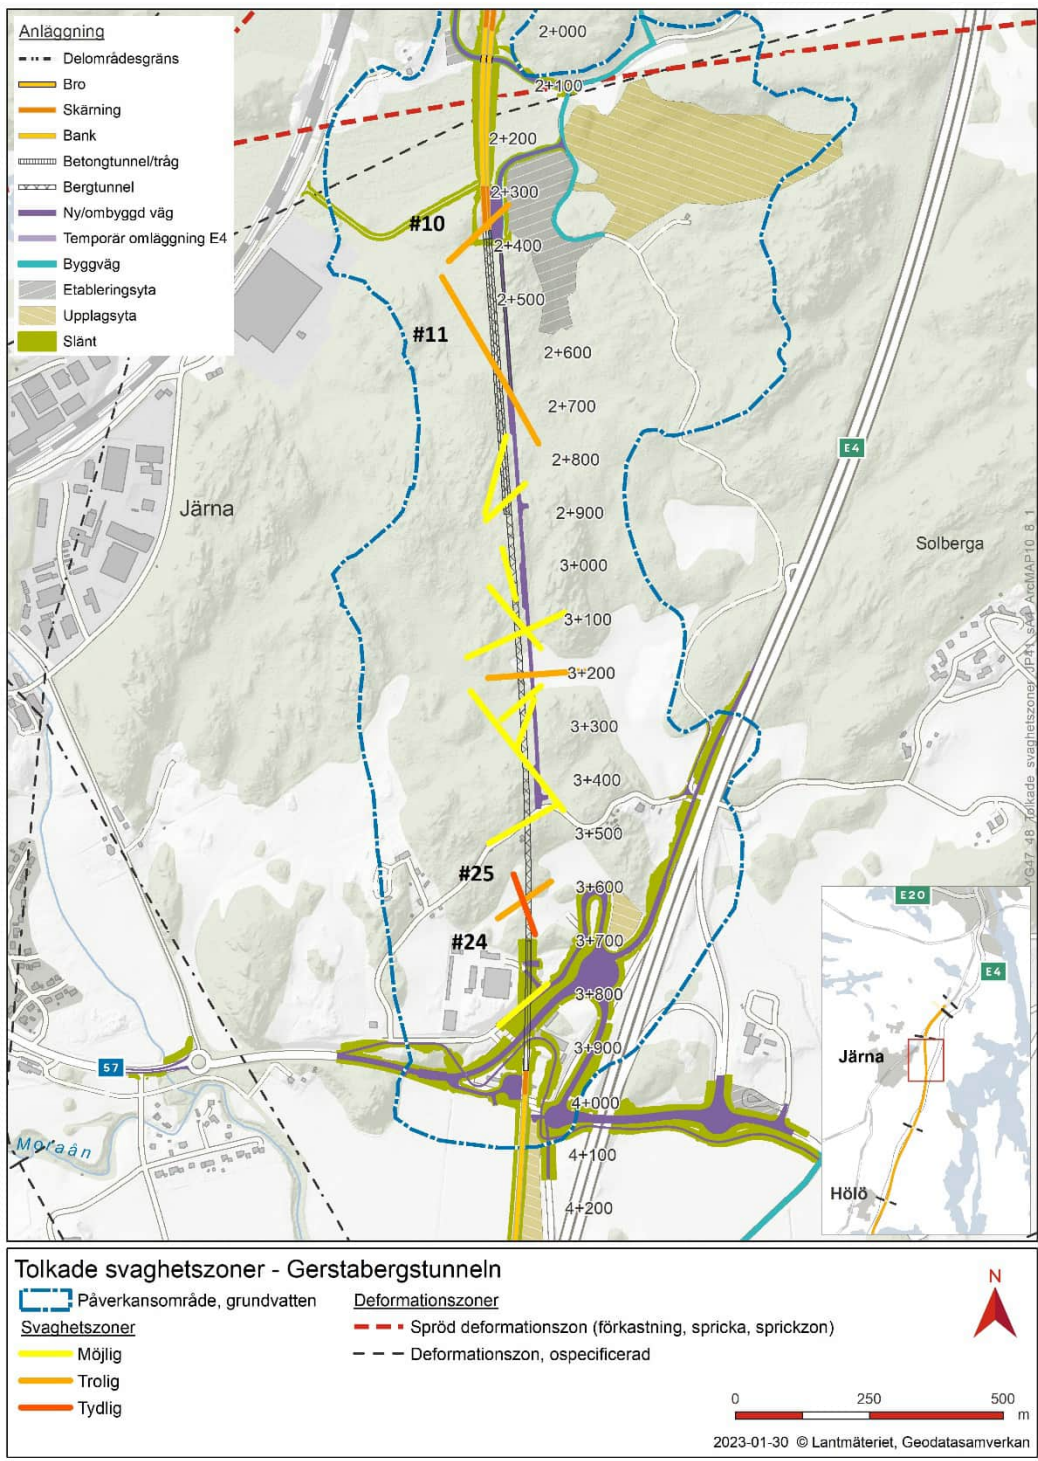 Anläggning
Delområdesgräns
Bro
Skärning
Bank
Betongtunnel/tråg
Bergtunnel
Ny/ombyggd väg
Temporär omläggning E4
Byggväg
Etableringsyta
Upplagsyta
Slänt
2+000
2+100
2+200
2+300
#10
2+400
2+500
#11
2+600
2+700
E4
2+800
Järna
2+900
Solberga
3+000
3+100
3+200
3+300
3+400
3+500
#25
3+600
#24
3+700
3+800
3+900
57
4+000
4+100
4+200
Moraån
E20
E4
Järna
Hölö
Tolkade svaghetszoner - Gerstabergstunneln
Påverkansområde, grundvatten
Svaghetszoner
Möjlig
Trolig
Tydlig
Deformationszoner
Spröd deformationszon (förkastning, spricka, sprickzon)
Deformationszon, ospecificerad
N
0 250 500
m
2023-01-30 © Lantmäteriet, Geodatasamverkan